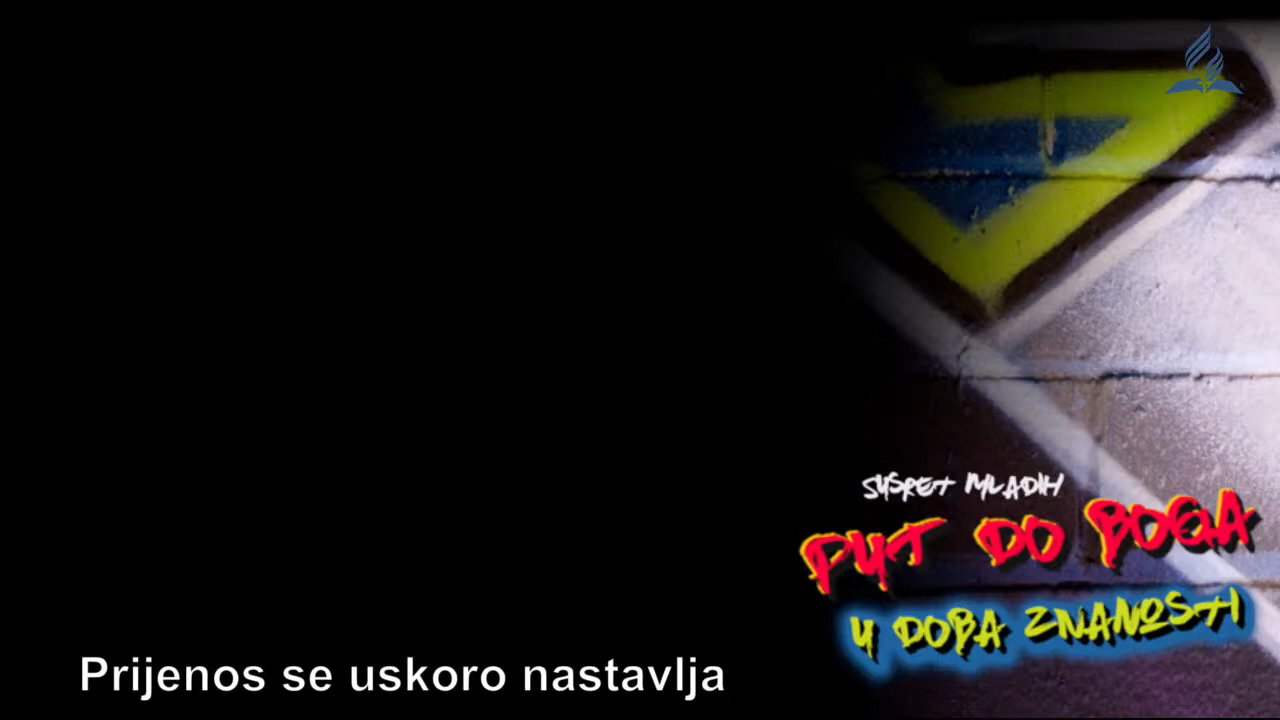 SUSRET MLADIH
PUT DO BOGA
U DOBA ZNANOSTI
Prijenos se uskoro nastavlja